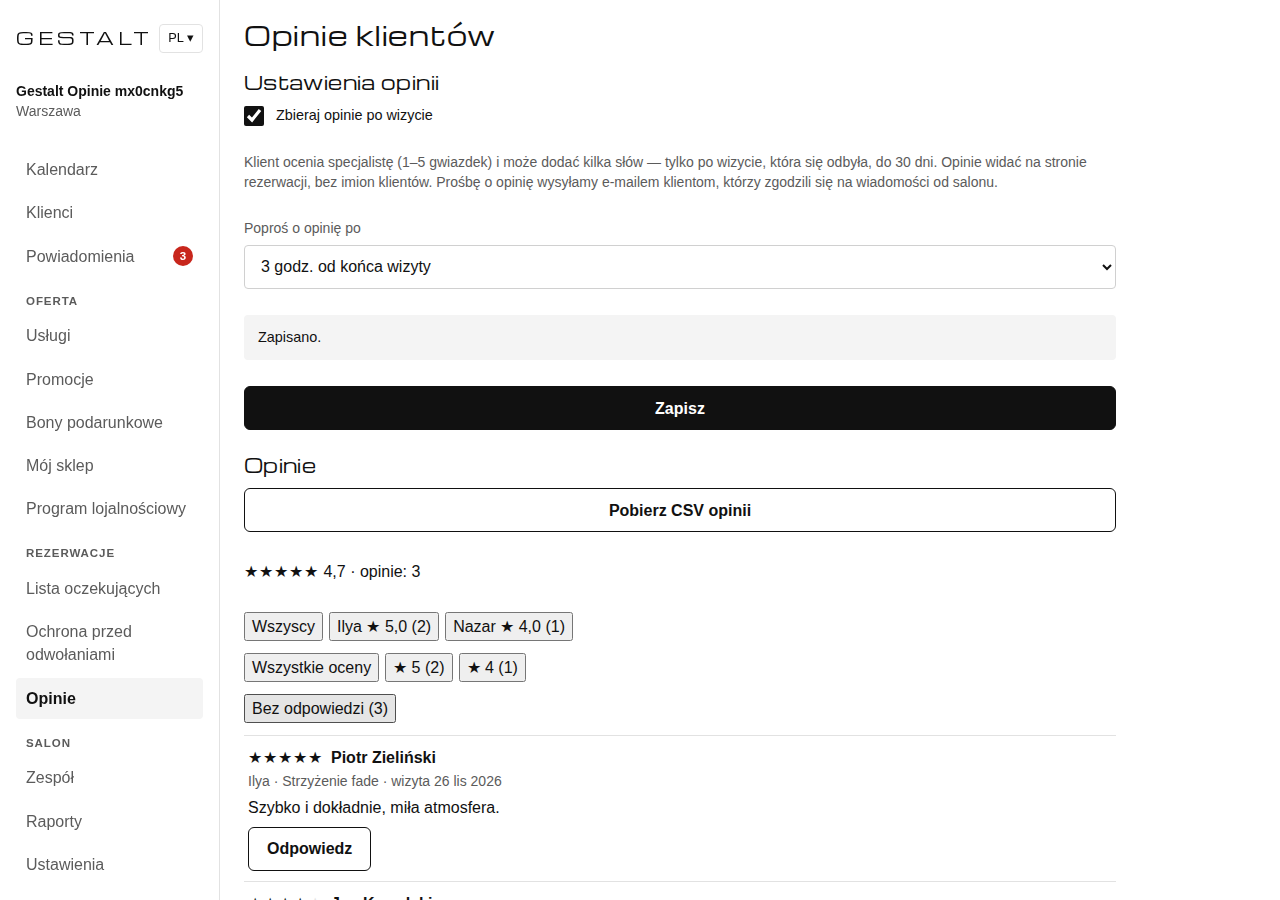 GESTALT
PL ▾
Gestalt Opinie mx0cnkg5
Warszawa
Kalendarz
Klienci
Powiadomienia
3
OFERTA
Usługi
Promocje
Bony podarunkowe
Mój sklep
Program lojalnościowy
REZERWACJE
Lista oczekujących
Ochrona przed
odwołaniami
Opinie
SALON
Zespół
Raporty
Ustawienia
Opinie klientów
Ustawienia opinii
Zbieraj opinie po wizycie
Klient ocenia specjalistę (1–5 gwiazdek) i może dodać kilka słów — tylko po wizycie, która się odbyła, do 30 dni. Opinie widać na stronie
rezerwacji, bez imion klientów. Prośbę o opinię wysyłamy e-mailem klientom, którzy zgodzili się na wiadomości od salonu.
Poproś o opinię po
3 godz. od końca wizyty
Zapisano.
Zapisz
Opinie
Pobierz CSV opinii
★★★★★ 4,7 · opinie: 3
Wszyscy
Ilya ★ 5,0 (2)
Nazar ★ 4,0 (1)
Wszystkie oceny
★ 5 (2)
★ 4 (1)
Bez odpowiedzi (3)
★★★★★ Piotr Zieliński
Ilya · Strzyżenie fade · wizyta 26 lis 2026
Szybko i dokładnie, miła atmosfera.
Odpowiedz